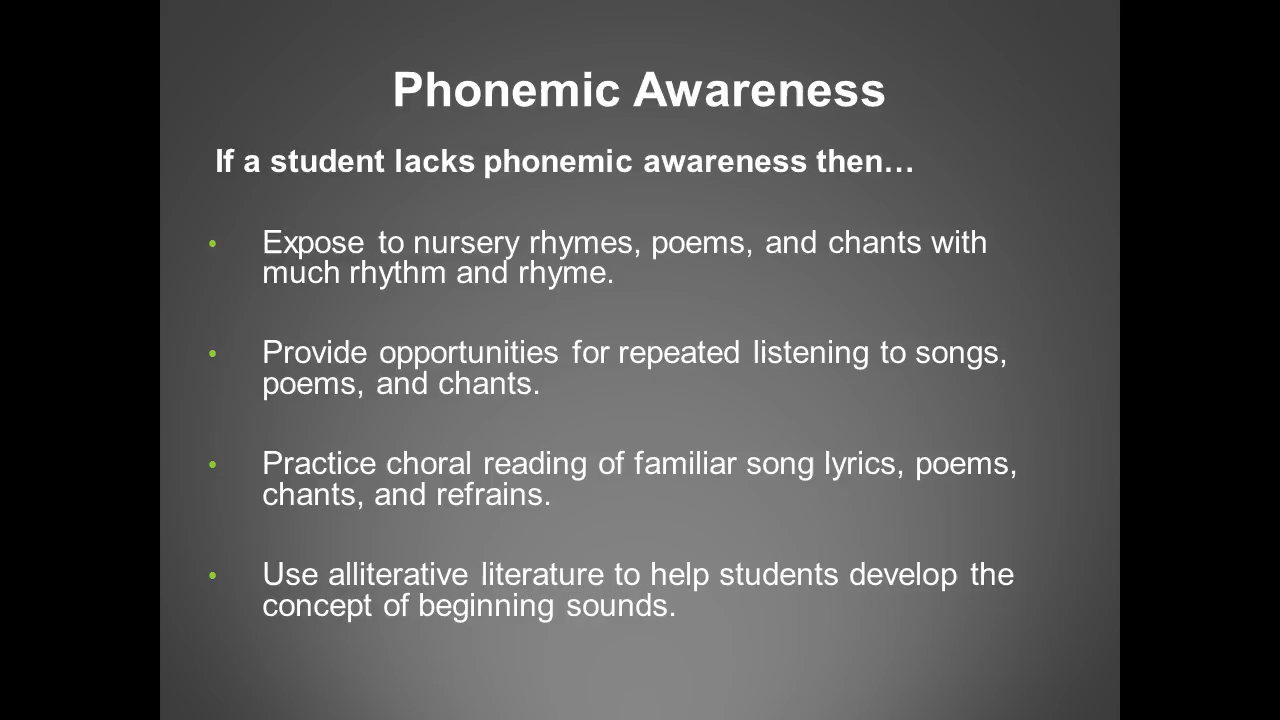 Phonemic Awareness
If a student lacks phonemic awareness then…
• Expose to nursery rhymes, poems, and chants with
much rhythm and rhyme.
• Provide opportunities for repeated listening to songs,
poems, and chants.
• Practice choral reading of familiar song lyrics, poems,
chants, and refrains.
• Use alliterative literature to help students develop the
concept of beginning sounds.